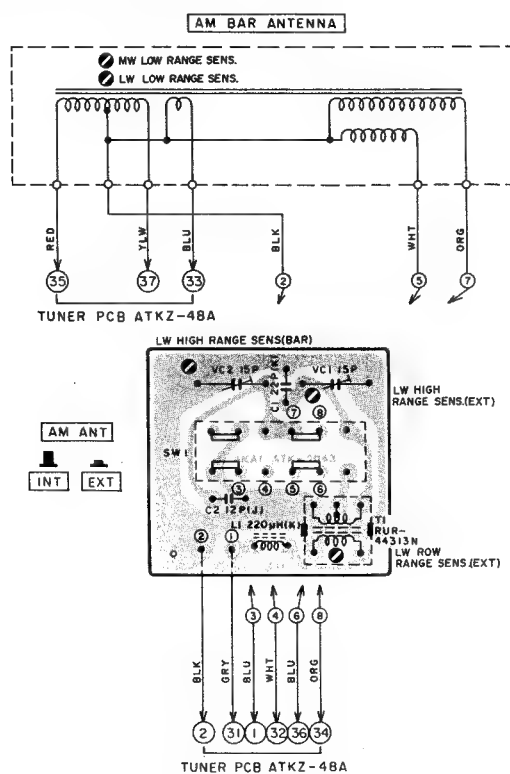 AM BAR ANTENNA
MW LOW RANGE SENS.
LW LOW RANGE SENS.
RED
YLW
BLU
BLK
WHT
ORG
35
37
33
2
5
7
TUNER PCB ATKZ-48A
LW HIGH RANGE SENS(BAR)
VC2 15P
C1 22P(K)
VC1 15P
LW HIGH
RANGE SENS.(EXT)
7
8
AM ANT
INT
EXT
SW1
3
4
5
6
C2 12P(J)
L1 220μH(K)
T1
RUR-
44313N
LW ROW
RANGE SENS.(EXT)
2
1
3
4
6
8
BLK
GRY
BLU
WHT
BLU
ORG
2
31
1
32
36
34
TUNER PCB ATKZ-48A